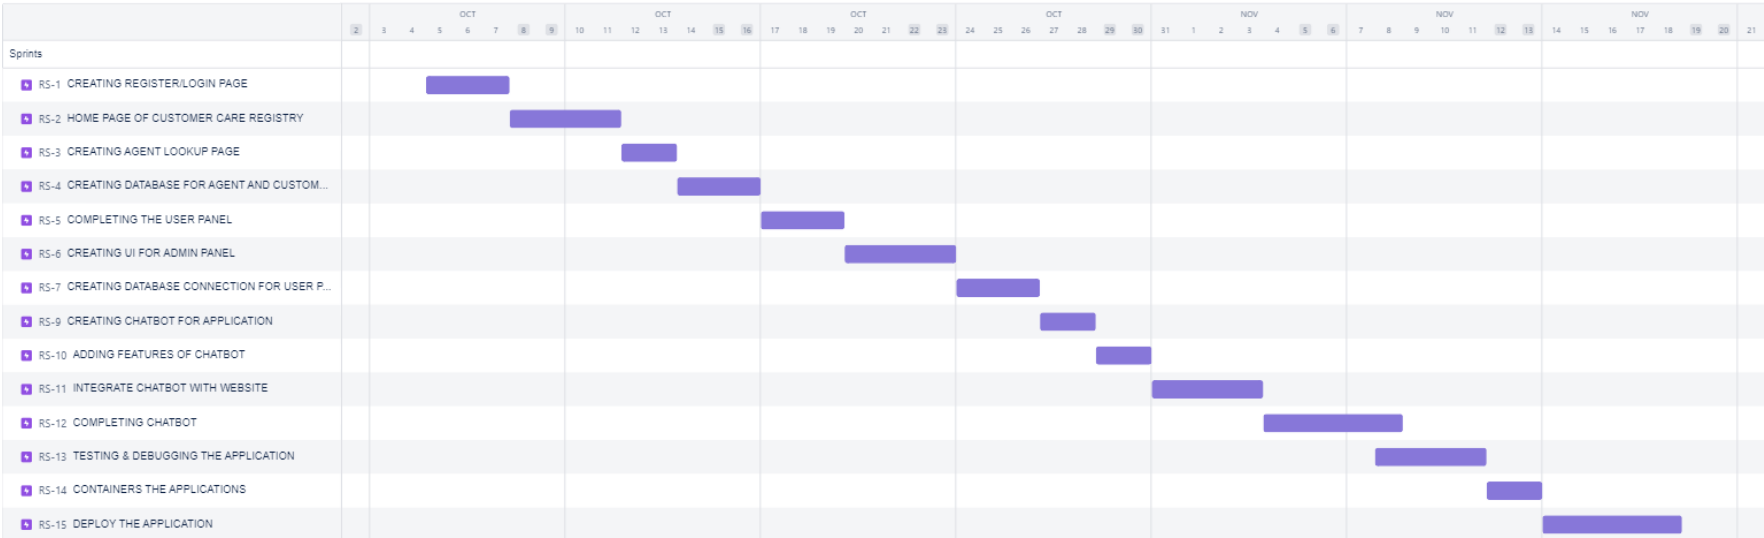 OCT OCT OCT OCT NOV NOV NOV
2 3 4 5 6 7 8 9 10 11 12 13 14 15 16 17 18 19 20 21 22 23 24 25 26 27 28 29 30 31 1 2 3 4 5 6 7 8 9 10 11 12 13 14 15 16 17 18 19 20 21
Sprints
RS-1 CREATING REGISTER/LOGIN PAGE
RS-2 HOME PAGE OF CUSTOMER CARE REGISTRY
RS-3 CREATING AGENT LOOKUP PAGE
RS-4 CREATING DATABASE FOR AGENT AND CUSTOM...
RS-5 COMPLETING THE USER PANEL
RS-6 CREATING UI FOR ADMIN PANEL
RS-7 CREATING DATABASE CONNECTION FOR USER P...
RS-9 CREATING CHATBOT FOR APPLICATION
RS-10 ADDING FEATURES OF CHATBOT
RS-11 INTEGRATE CHATBOT WITH WEBSITE
RS-12 COMPLETING CHATBOT
RS-13 TESTING & DEBUGGING THE APPLICATION
RS-14 CONTAINERS THE APPLICATIONS
RS-15 DEPLOY THE APPLICATION